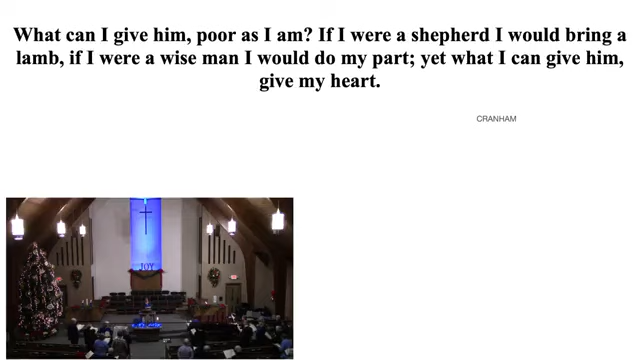 What can I give him, poor as I am? If I were a shepherd I would bring a
lamb, if I were a wise man I would do my part; yet what I can give him,
give my heart.
CRANHAM
JOY